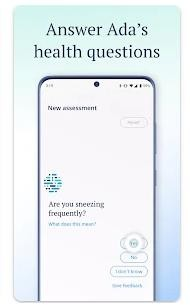 Answer Ada's
health questions
New assessment
Are you sneezing
frequently?
What does this mean?
Yes
No
I don't know
Give feedback